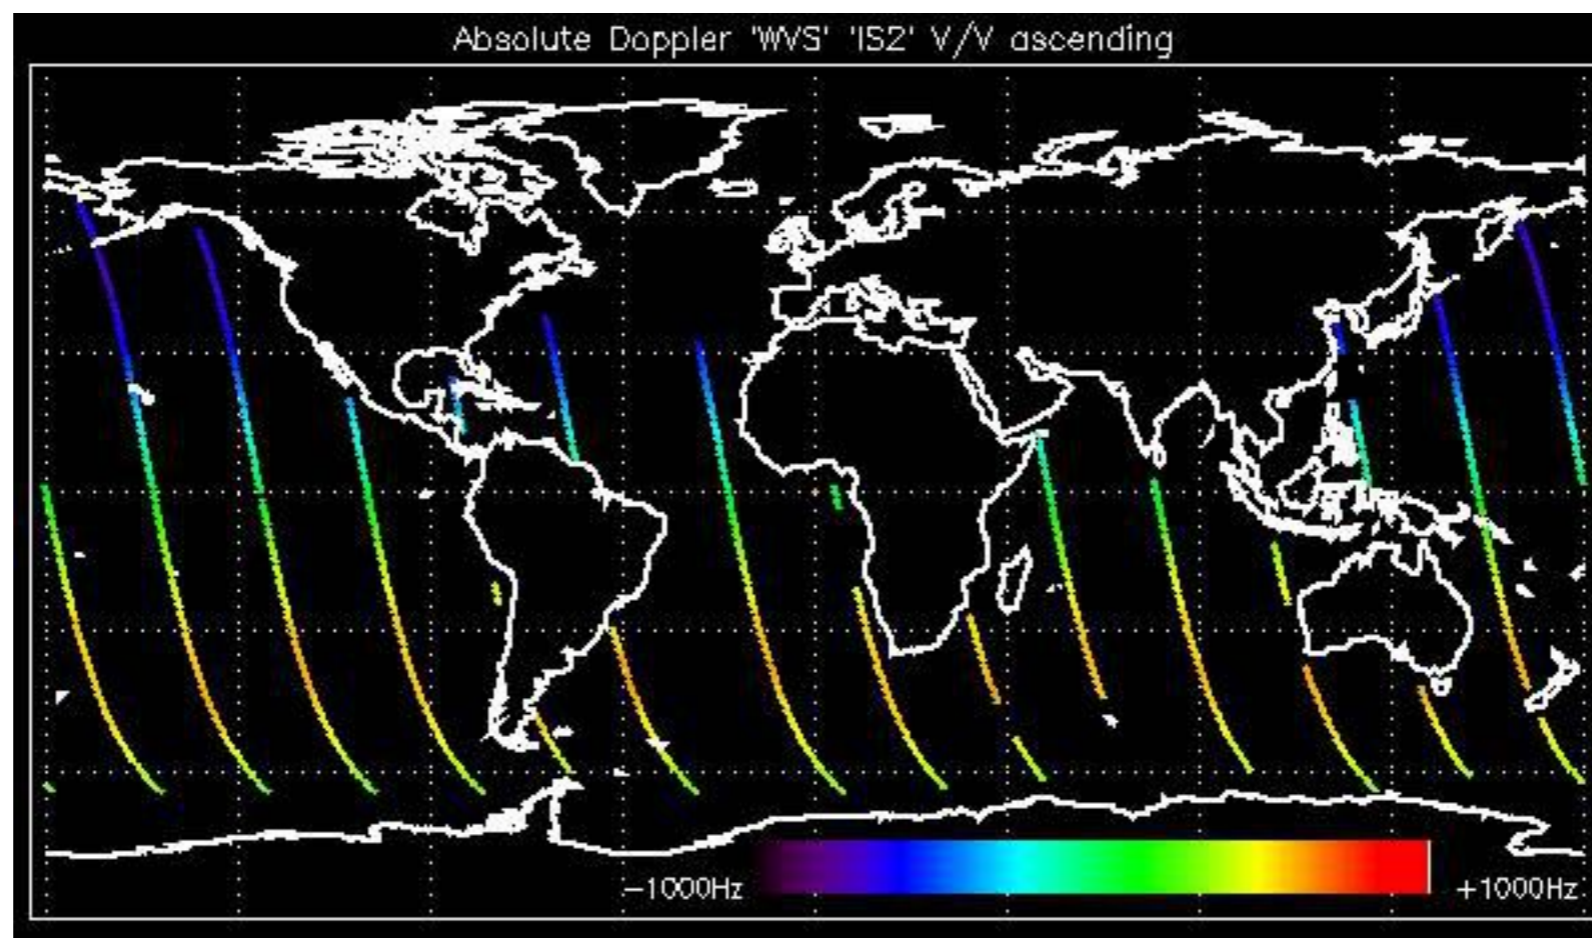 Absolute Doppler 'WVS' 'IS2' V/V ascending
-1000Hz +1000Hz